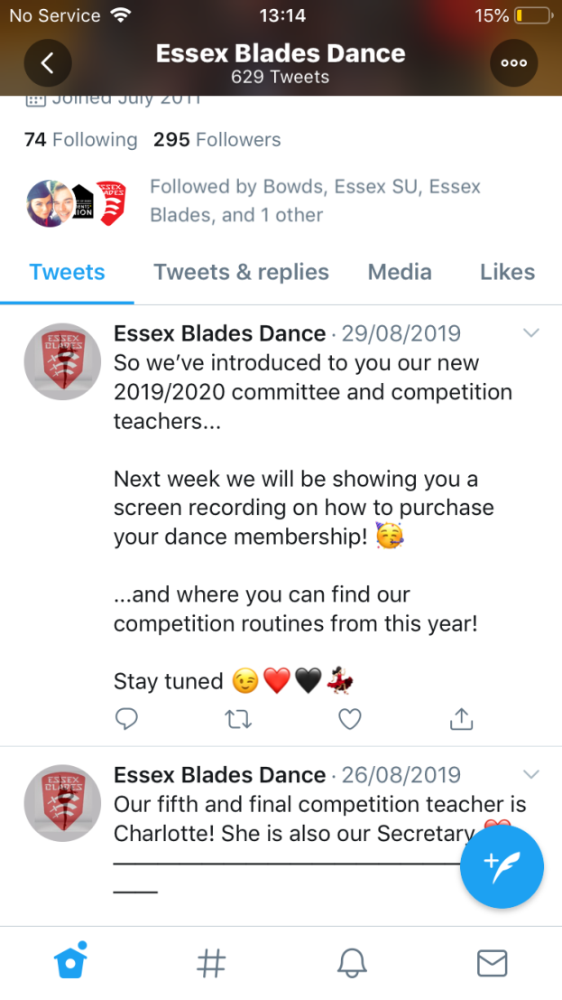 No Service 13:14 15%
Essex Blades Dance
629 Tweets
Joined July 2011
74 Following 295 Followers
Followed by Bowds, Essex SU, Essex
Blades, and 1 other
Tweets Tweets & replies Media Likes
Essex Blades Dance · 29/08/2019
So we’ve introduced to you our new
2019/2020 committee and competition
teachers...
Next week we will be showing you a
screen recording on how to purchase
your dance membership! 🥳
...and where you can find our
competition routines from this year!
Stay tuned 😉❤️🖤💃
ESSEX
BLADES
Essex Blades Dance · 26/08/2019
Our fifth and final competition teacher is
Charlotte! She is also our Secretary ❤️
ESSEX
BLADES